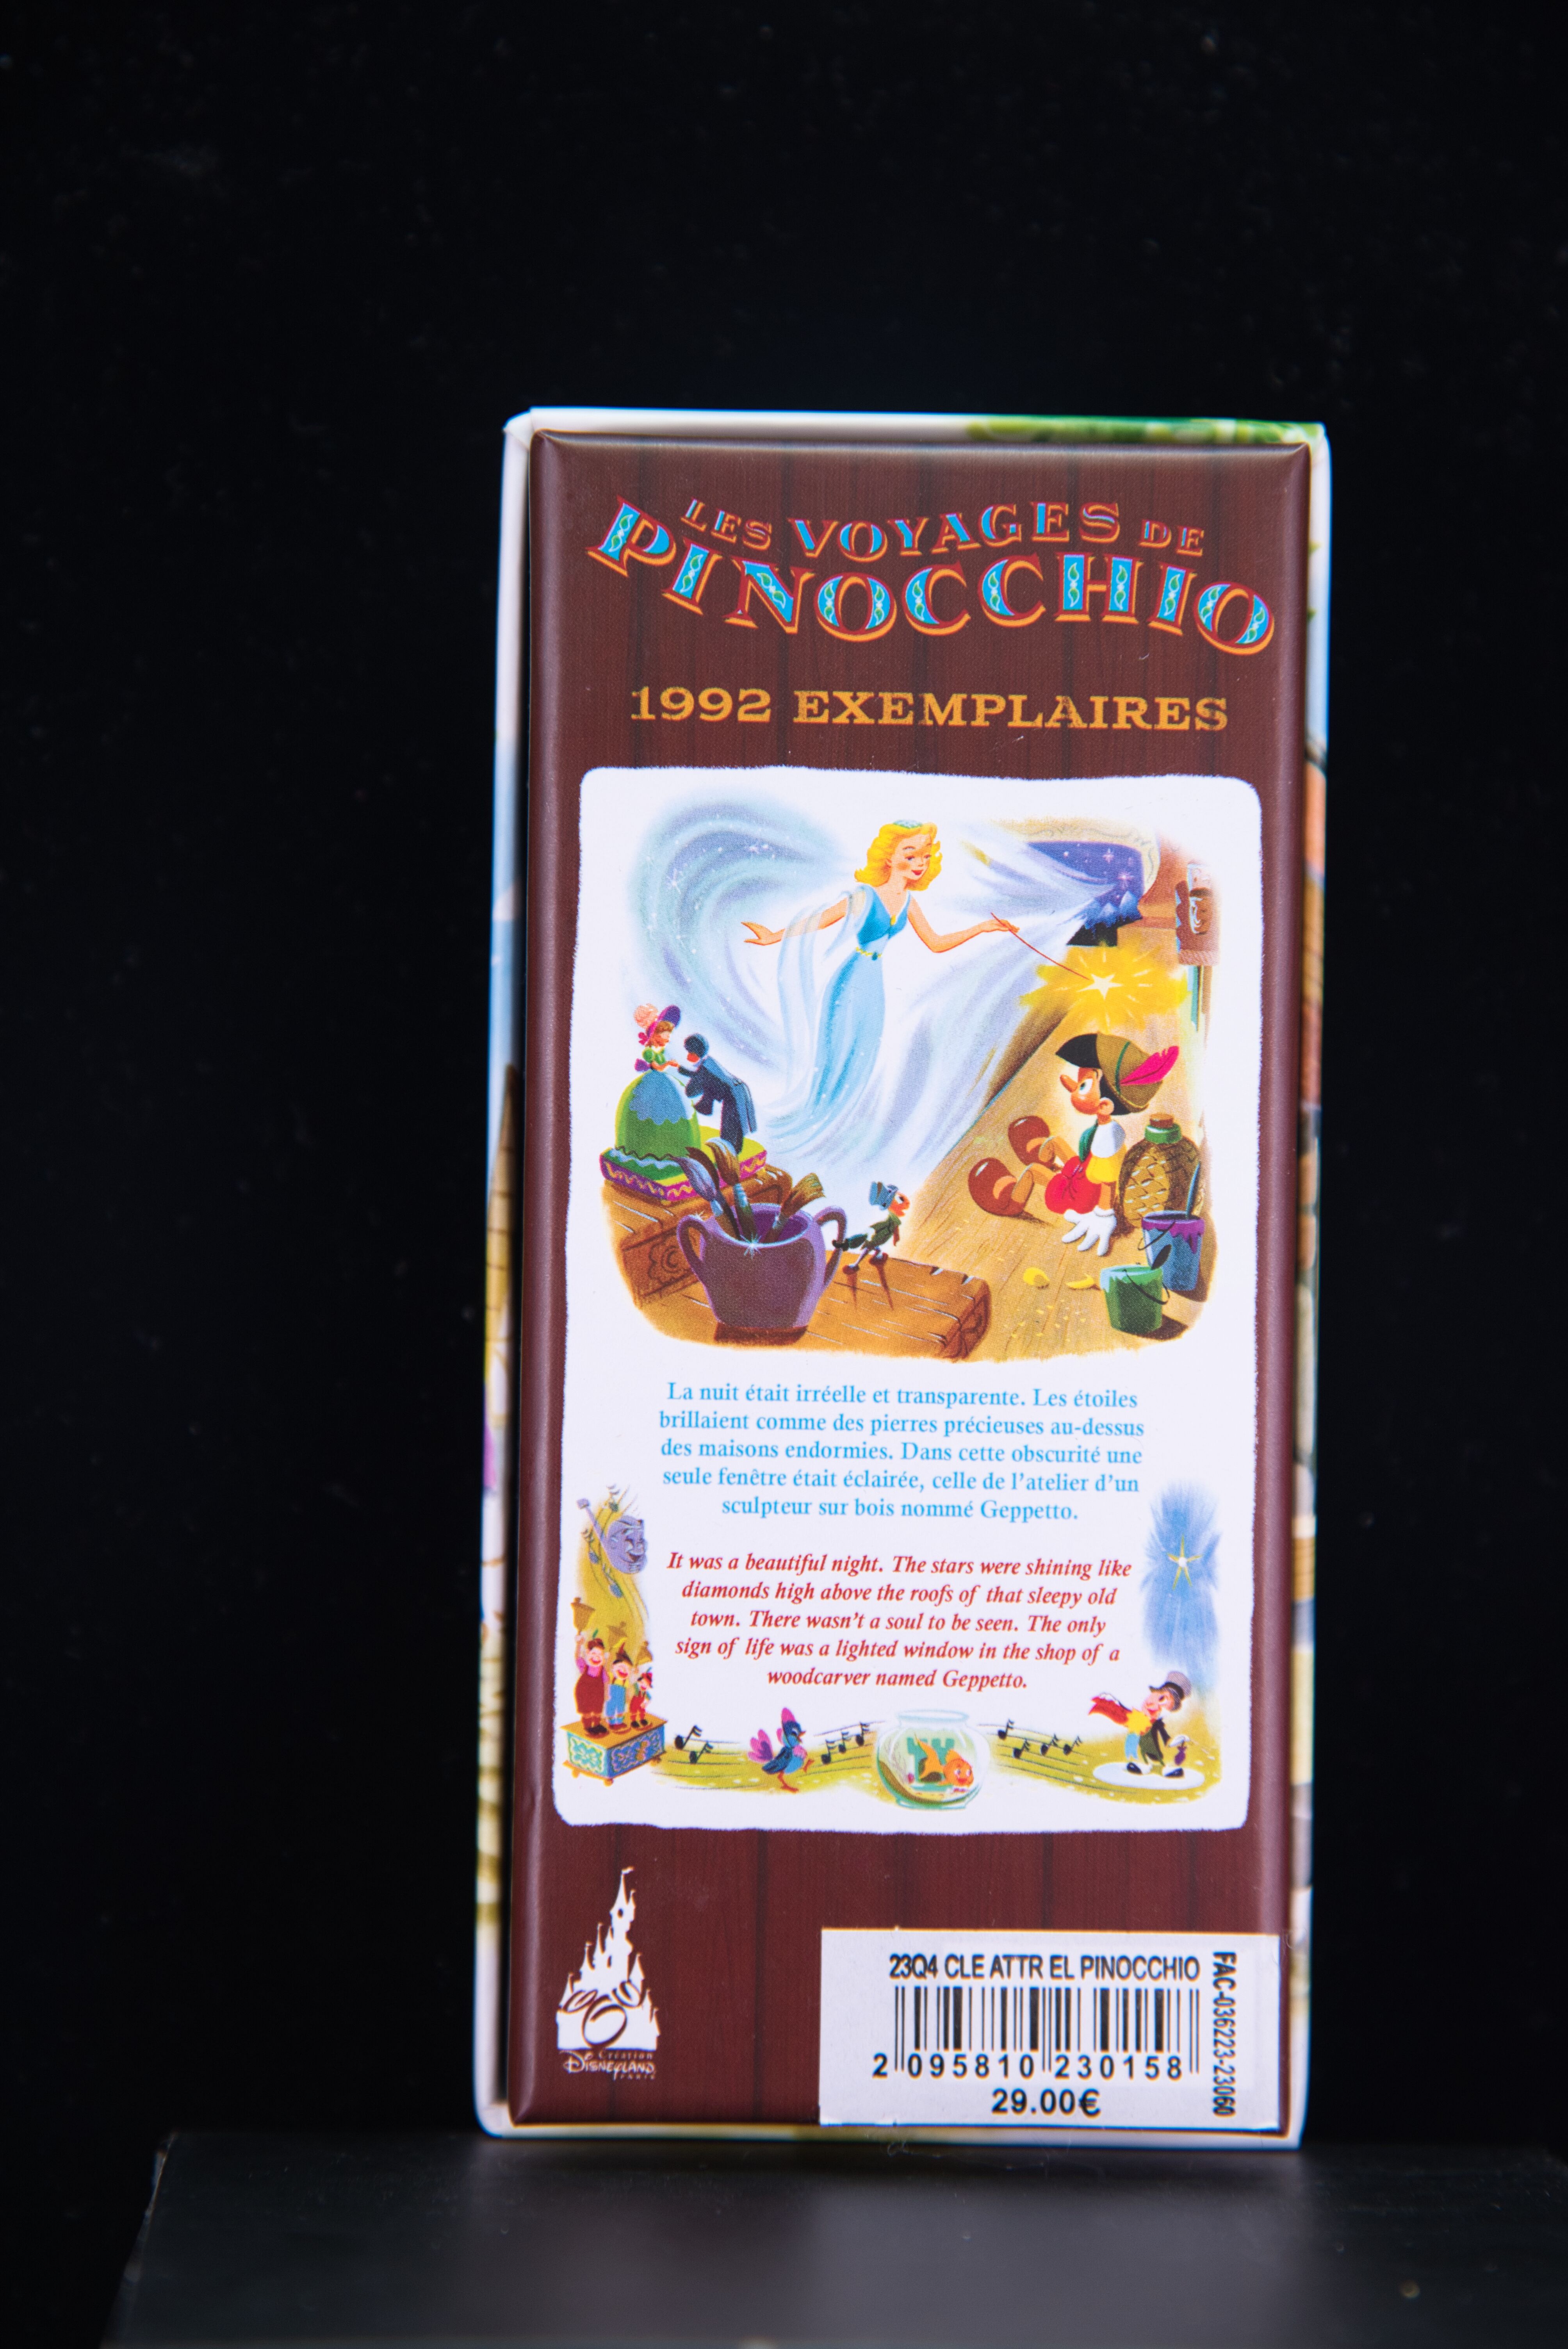 LES VOYAGES DE
PINOCCHIO
1992 EXEMPLAIRES
La nuit était irréelle et transparente. Les étoiles
brillaient comme des pierres précieuses au-dessus
des maisons endormies. Dans cette obscurité une
seule fenêtre était éclairée, celle de l'atelier d'un
sculpteur sur bois nommé Geppetto.
It was a beautiful night. The stars were shining like
diamonds high above the roofs of that sleepy old
town. There wasn't a soul to be seen. The only
sign of life was a lighted window in the shop of a
woodcarver named Geppetto.
Création
DISNEYLAND
PARIS
23Q4 CLE ATTR EL PINOCCHIO
2 095810 230158
29.00€
FAC-036223-23060